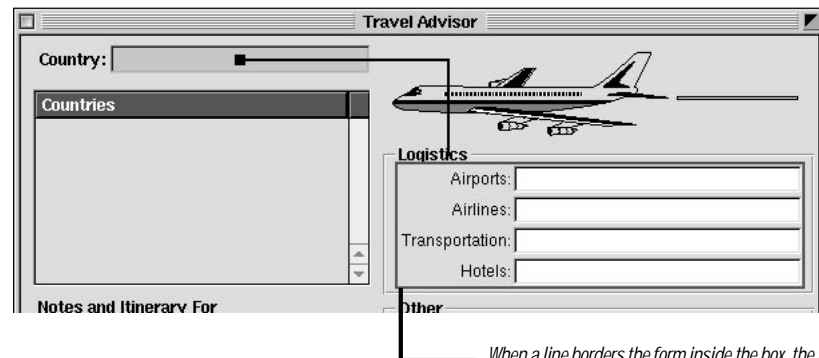 Travel Advisor
Country:
Countries
Logistics
Airports:
Airlines:
Transportation:
Hotels:
Notes and Itinerary For
Other
When a line borders the form inside the box, the